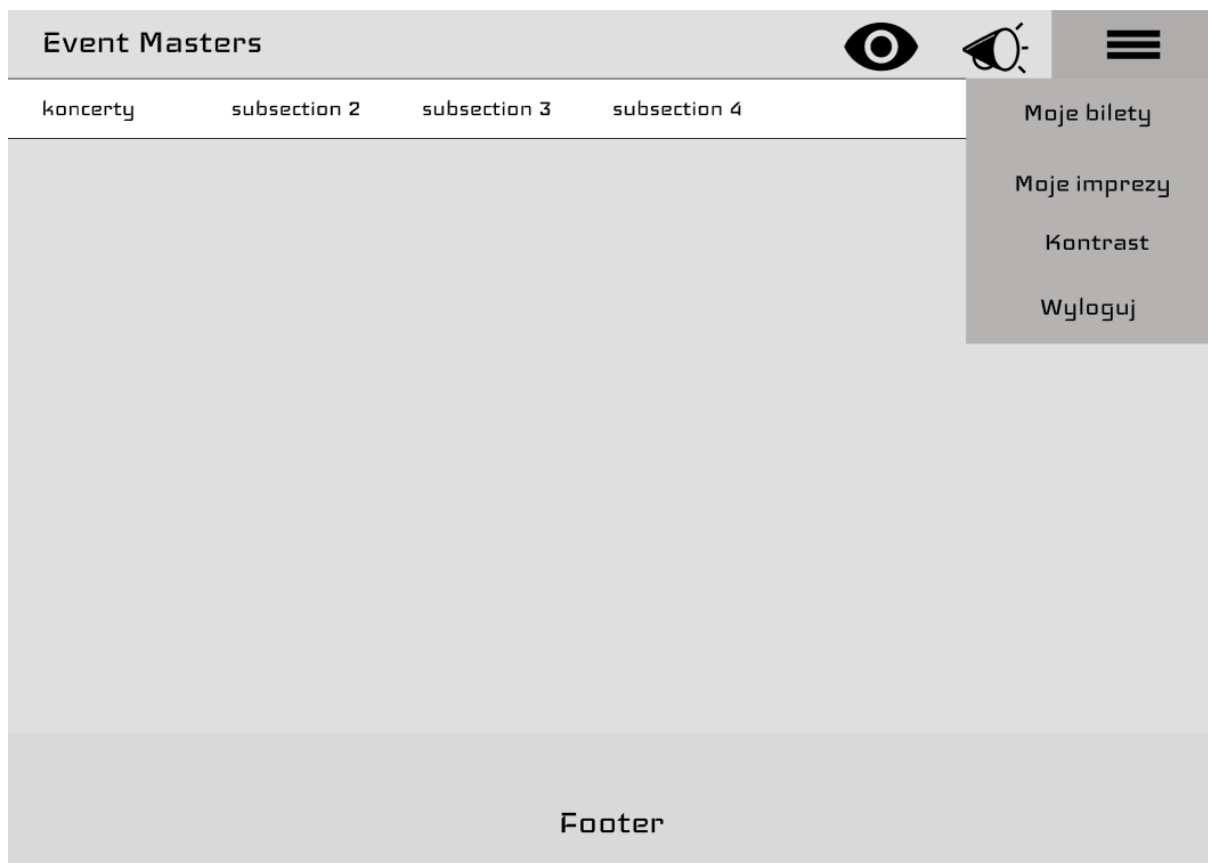 Event Masters
koncerty subsection 2 subsection 3 subsection 4
Moje bilety
Moje imprezy
Kontrast
Wyloguj
Footer